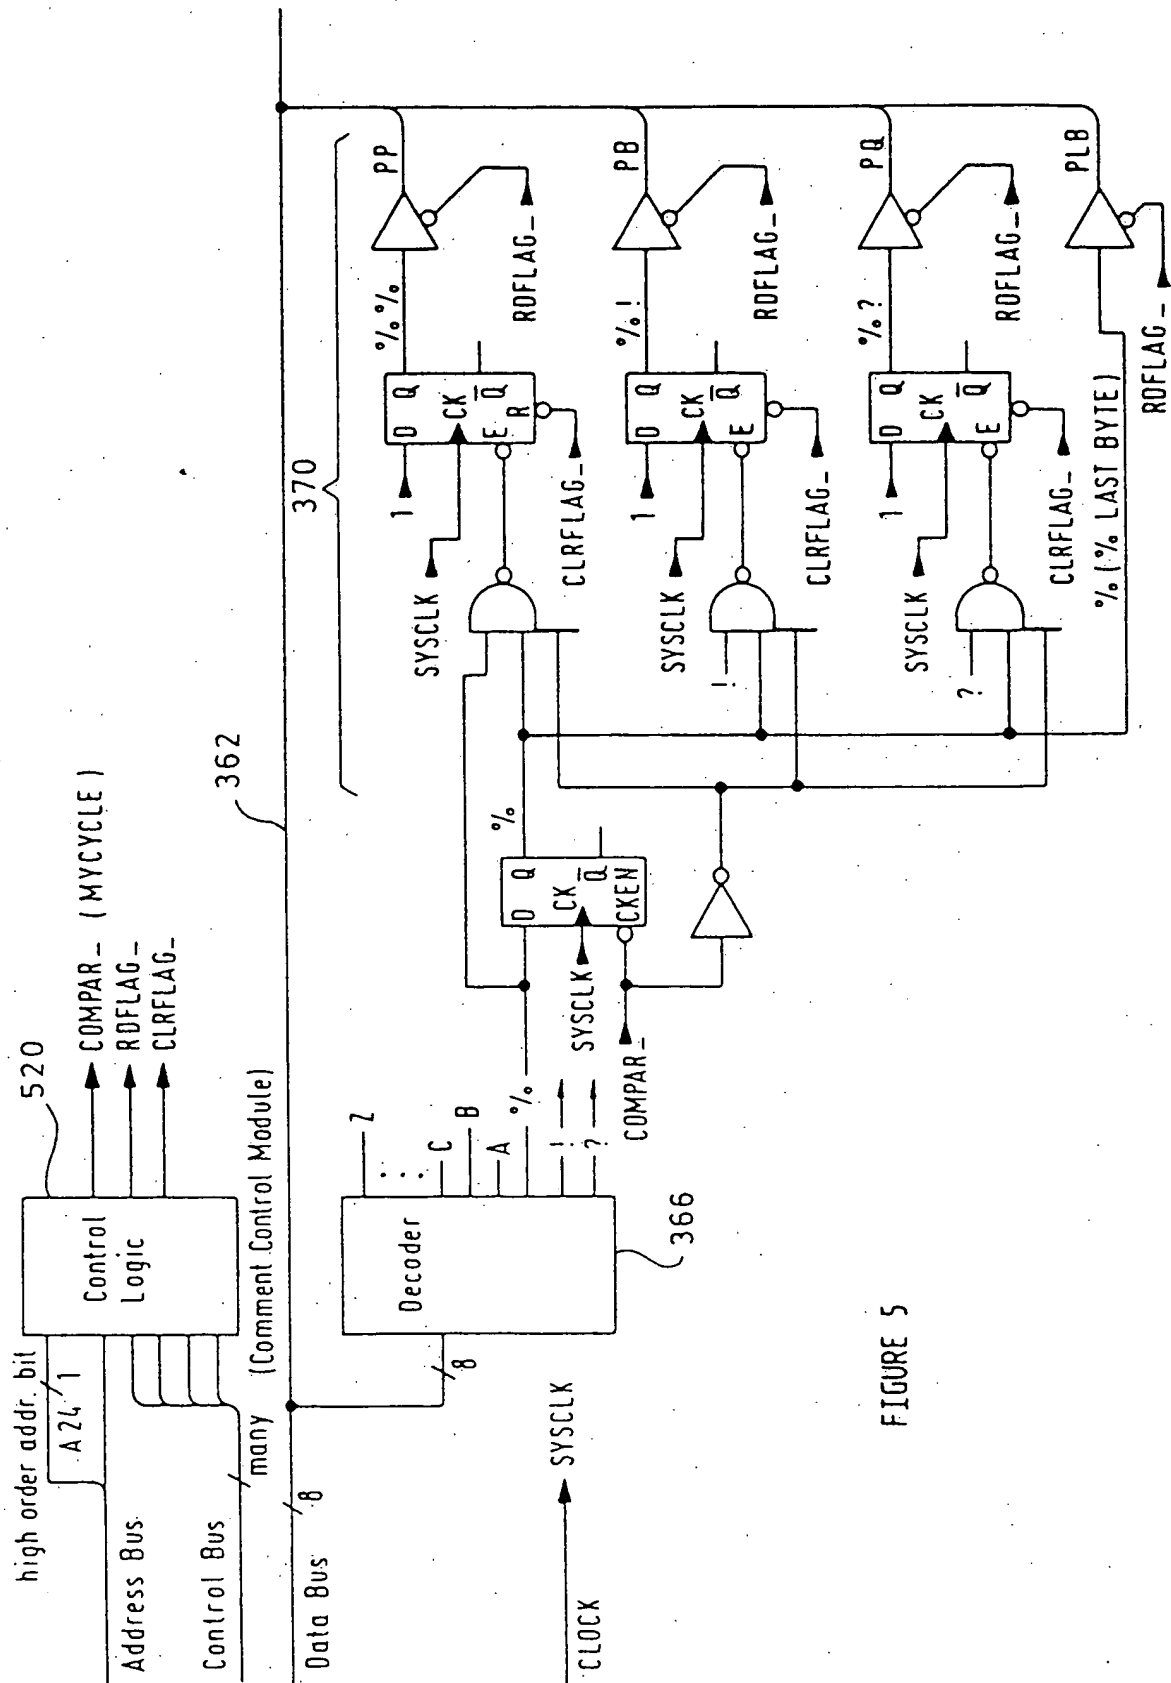 high order addr. bit
A24
1
Address Bus
Control Bus
many
Control
Logic
520
COMPAR_ (MYCYCLE)
RDFLAG_
CLRFLAG_
(Comment Control Module)
362
Data Bus
8
8
Decoder
366
Z
C
B
A
%
!
?
CLOCK
SYSCLK
SYSCLK
COMPAR_
D Q
CK
Q
CKEN
%
370
1
D Q
CK
E Q
R
SYSCLK
CLRFLAG_
%%
PP
RDFLAG_
!
1
D Q
CK
E Q
SYSCLK
CLRFLAG_
%!
PB
RDFLAG_
?
1
D Q
CK
E Q
SYSCLK
CLRFLAG_
%?
PQ
RDFLAG_
% (% LAST BYTE)
PLB
RDFLAG_
FIGURE 5